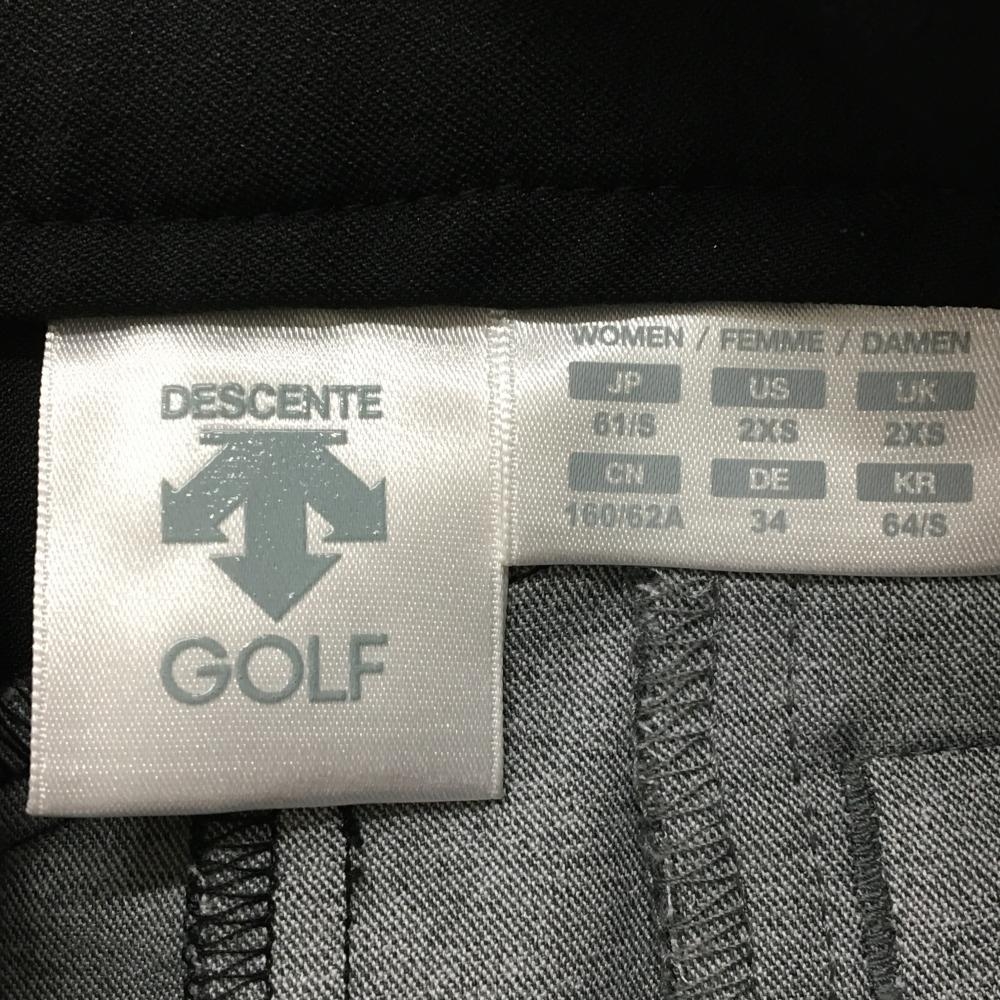 DESCENTE
GOLF
WOMEN / FEMME / DAMEN
JP US UK
61/S 2XS 2XS
CN DE KR
160/62A 34 64/S